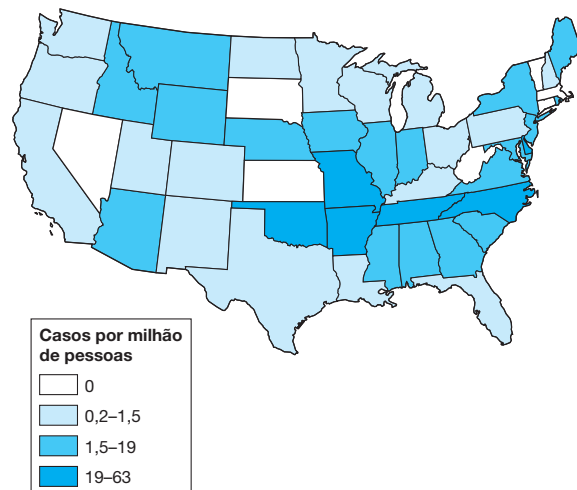 Casos por milhão
de pessoas
0
0,2–1,5
1,5–19
19–63